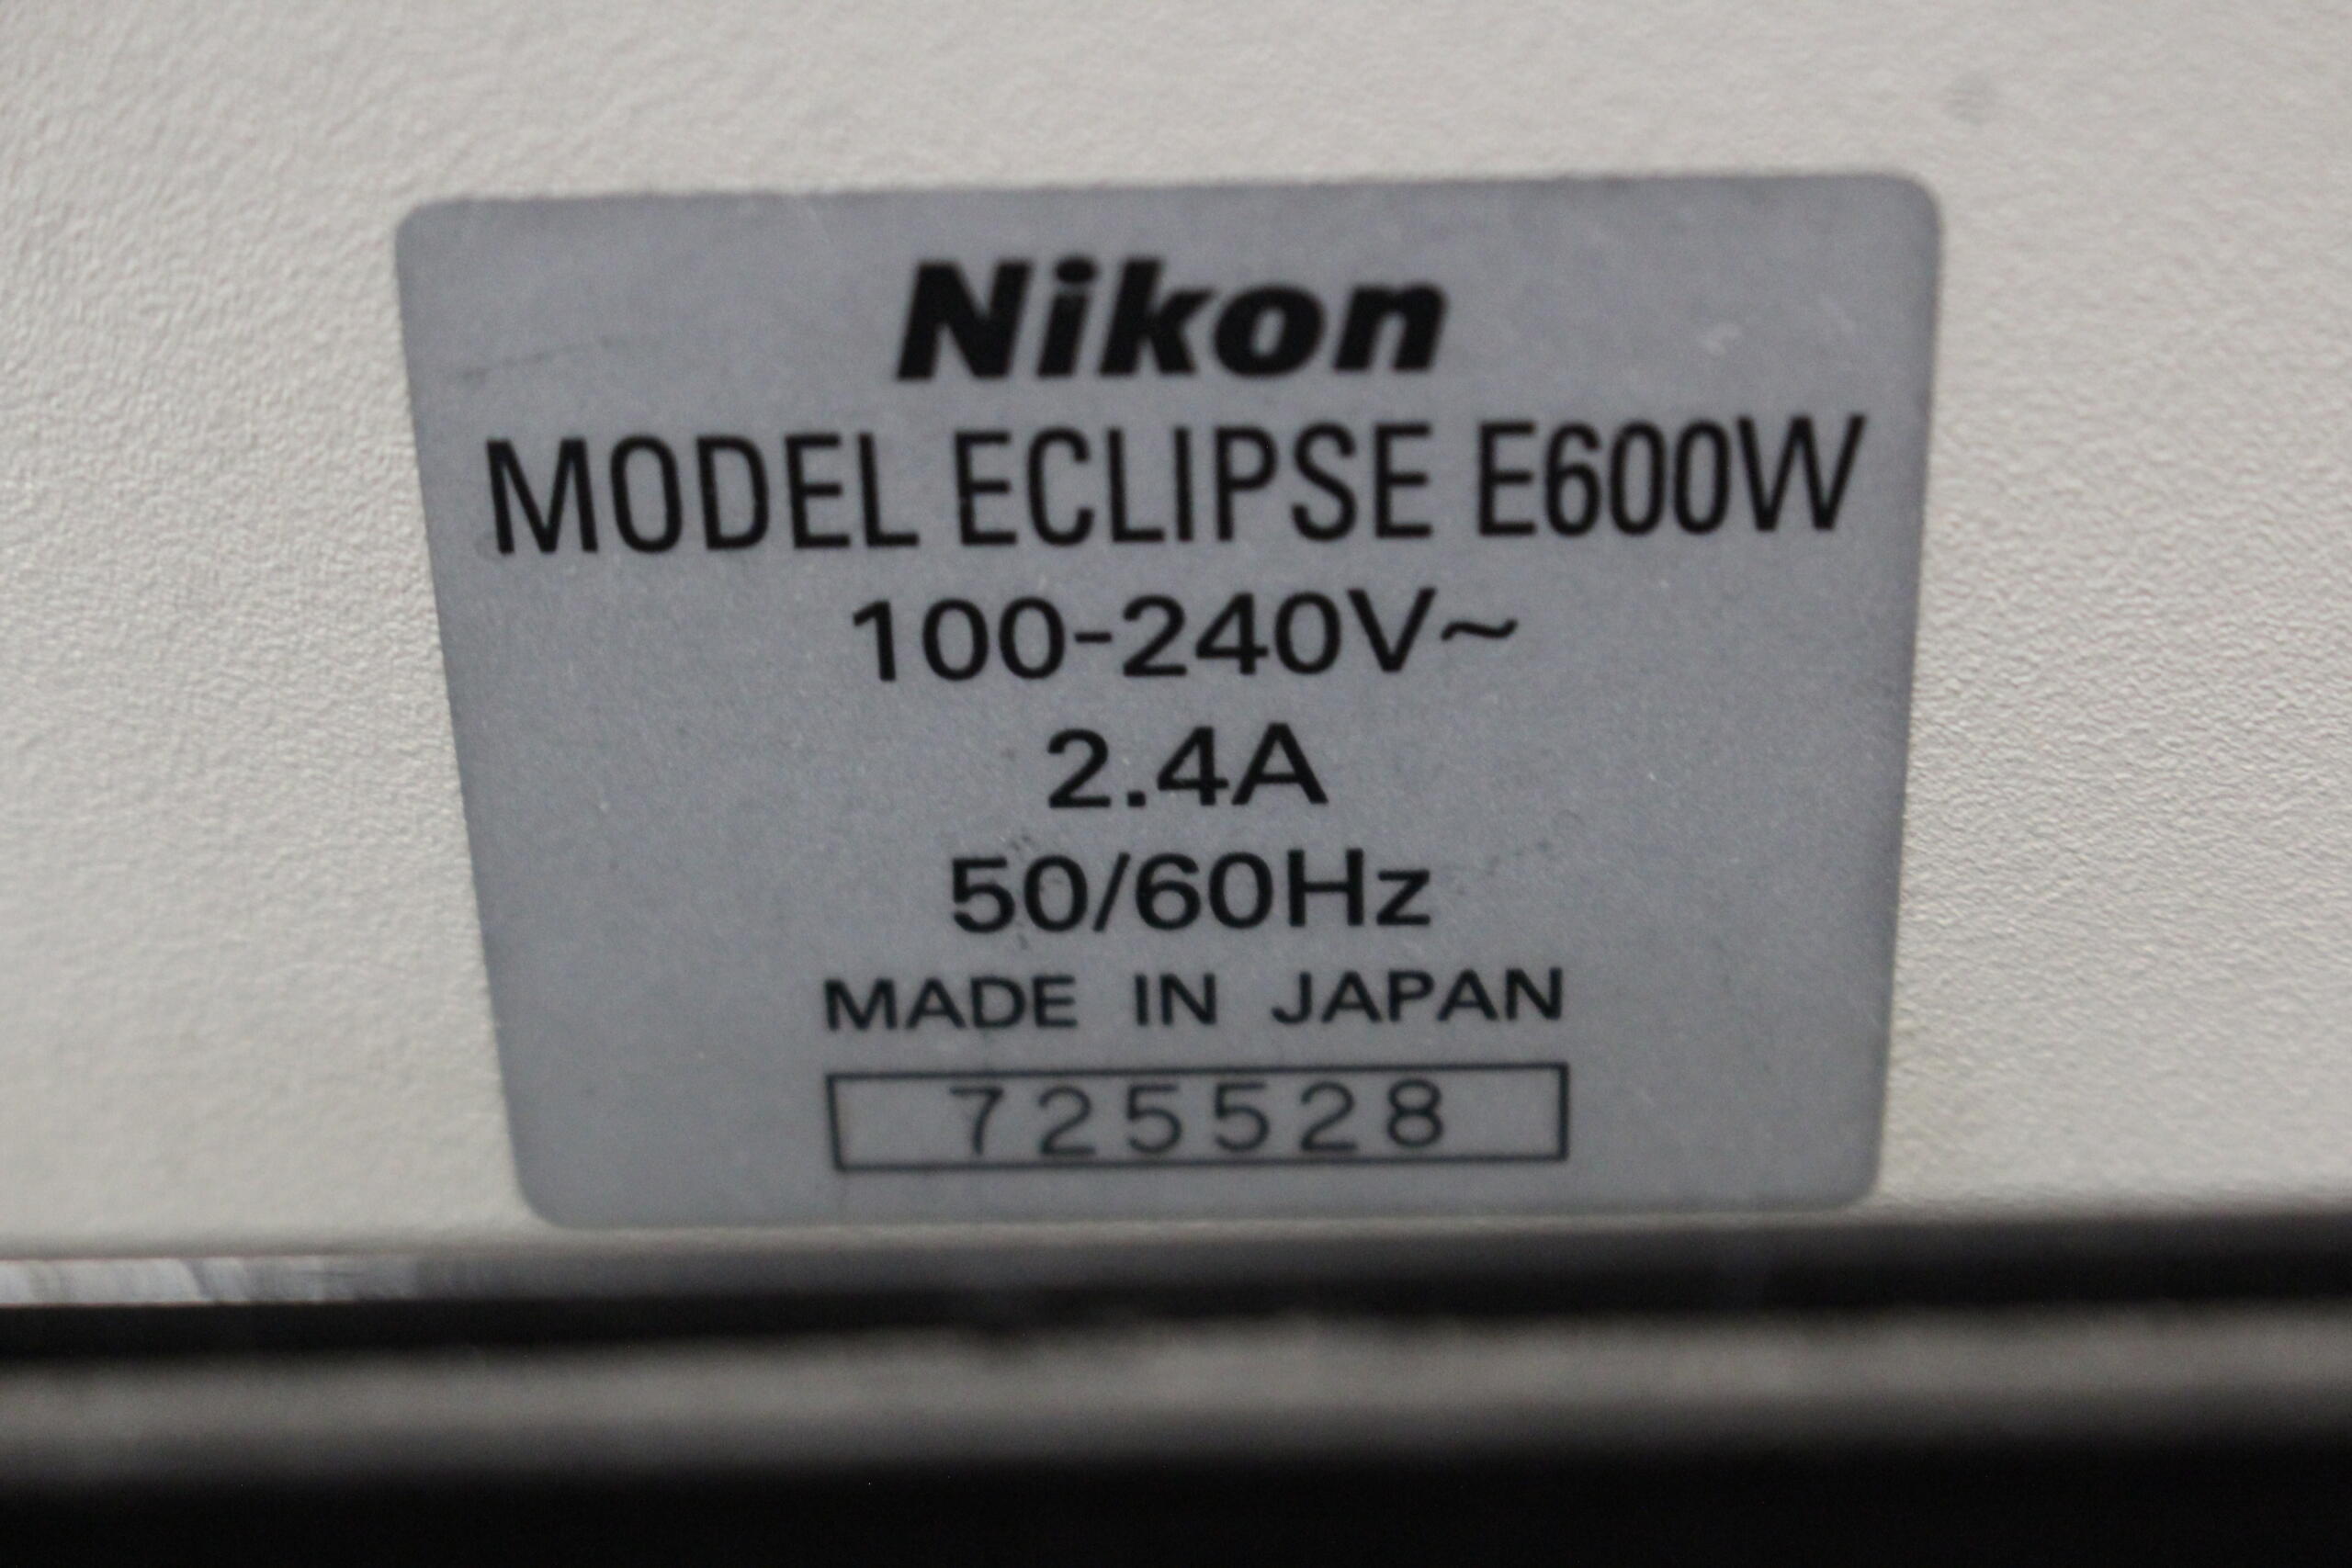 Nikon
MODEL ECLIPSE E600W
100-240V~
2.4A
50/60Hz
MADE IN JAPAN
725528